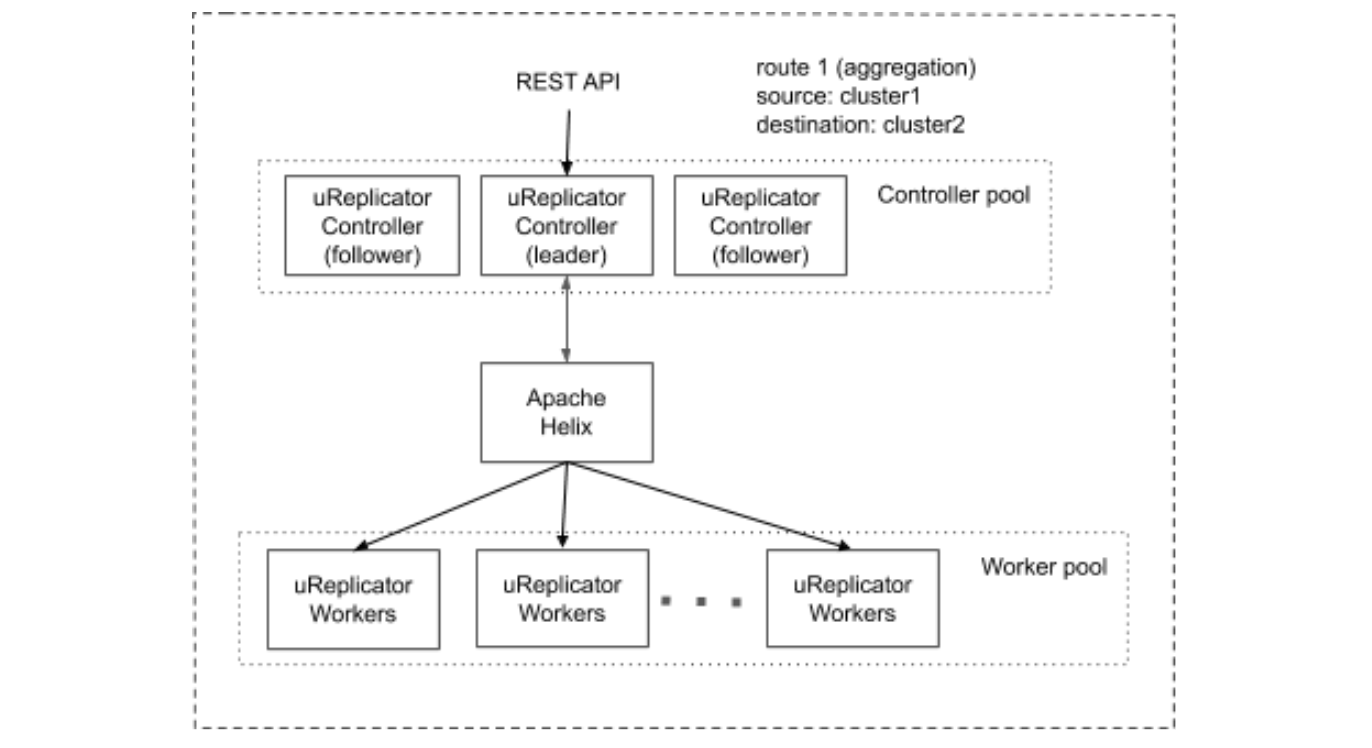 REST API
route 1 (aggregation)
source: cluster1
destination: cluster2
uReplicator
Controller
(follower)
uReplicator
Controller
(leader)
uReplicator
Controller
(follower)
Controller pool
Apache
Helix
uReplicator
Workers
uReplicator
Workers
uReplicator
Workers
Worker pool